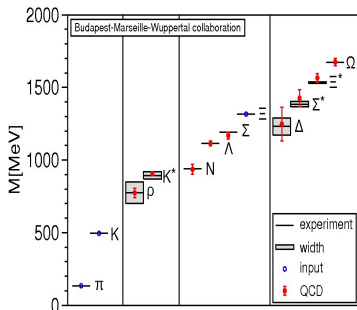 2000
Budapest-Marseille-Wuppertal collaboration
Ω
1500
Ξ*
Ξ
Σ*
Σ
Λ
Δ
M[MeV]
1000
K*
N
ρ
experiment
width
500
K
input
π
QCD
0